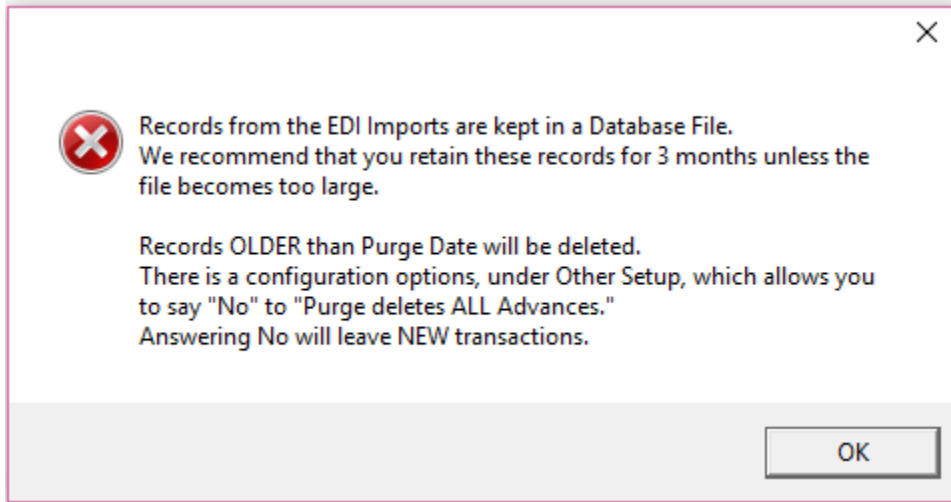 Records from the EDI Imports are kept in a Database File.
We recommend that you retain these records for 3 months unless the
file becomes too large.
Records OLDER than Purge Date will be deleted.
There is a configuration options, under Other Setup, which allows you
to say "No" to "Purge deletes ALL Advances."
Answering No will leave NEW transactions.
OK